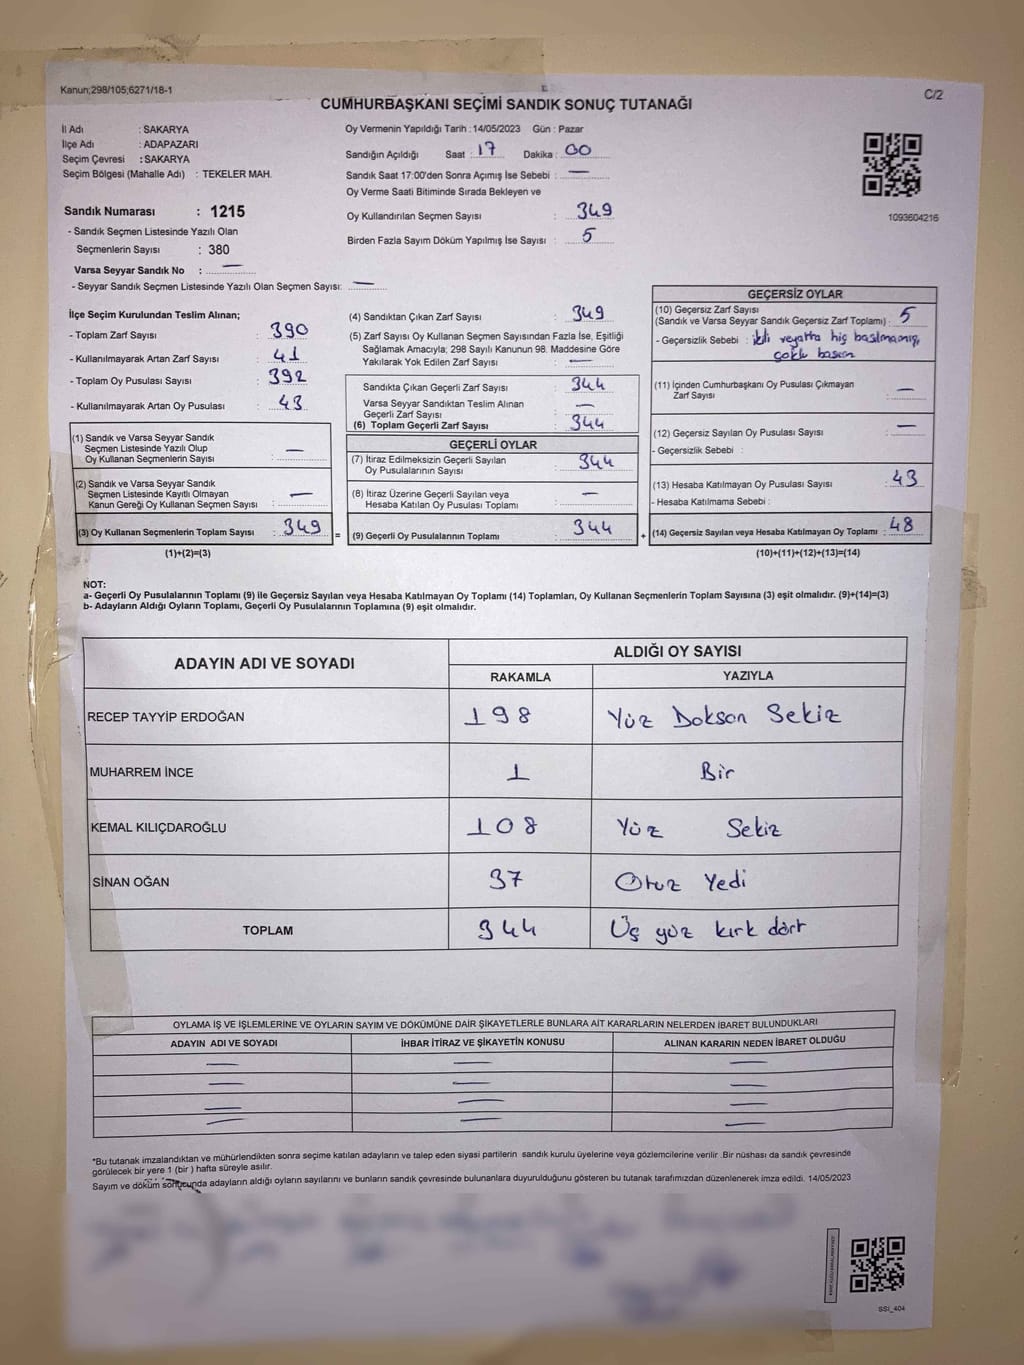 Kanun;298/105;6271/18-1
C/2
CUMHURBAŞKANI SEÇİMİ SANDIK SONUÇ TUTANAĞI
İl Adı : SAKARYA
İlçe Adı : ADAPAZARI
Seçim Çevresi : SAKARYA
Seçim Bölgesi (Mahalle Adı) : TEKELER MAH.
Sandık Numarası : 1215
- Sandık Seçmen Listesinde Yazılı Olan
Seçmenlerin Sayısı : 380
Varsa Seyyar Sandık No : —
- Seyyar Sandık Seçmen Listesinde Yazılı Olan Seçmen Sayısı: —
Oy Vermenin Yapıldığı Tarih : 14/05/2023 Gün : Pazar
Sandığın Açıldığı Saat : 17 Dakika : 00
Sandık Saat 17:00'den Sonra Açımış İse Sebebi : —
Oy Verme Saati Bitiminde Sırada Bekleyen ve
Oy Kullandırılan Seçmen Sayısı : 349
Birden Fazla Sayım Döküm Yapılmış İse Sayısı : 5
1093604216
İlçe Seçim Kurulundan Teslim Alınan;
- Toplam Zarf Sayısı : 390
- Kullanılmayarak Artan Zarf Sayısı : 41
- Toplam Oy Pusulası Sayısı : 392
- Kullanılmayarak Artan Oy Pusulası : 43
(1) Sandık ve Varsa Seyyar Sandık
Seçmen Listesinde Yazılı Olup
Oy Kullanan Seçmenlerin Sayısı : —
(2) Sandık ve Varsa Seyyar Sandık
Seçmen Listesinde Kayıtlı Olmayan
Kanun Gereği Oy Kullanan Seçmen Sayısı : —
(3) Oy Kullanan Seçmenlerin Toplam Sayısı : 349
(1)+(2)=(3)
=
(4) Sandıktan Çıkan Zarf Sayısı : 349
(5) Zarf Sayısı Oy Kullanan Seçmen Sayısından Fazla İse, Eşitliği
Sağlamak Amacıyla; 298 Sayılı Kanunun 98. Maddesine Göre
Yakılarak Yok Edilen Zarf Sayısı : —
Sandıkta Çıkan Geçerli Zarf Sayısı : 344
Varsa Seyyar Sandıktan Teslim Alınan
Geçerli Zarf Sayısı : —
(6) Toplam Geçerli Zarf Sayısı : 344
GEÇERLİ OYLAR
(7) İtiraz Edilmeksizin Geçerli Sayılan
Oy Pusulalarının Sayısı : 344
(8) İtiraz Üzerine Geçerli Sayılan veya
Hesaba Katılan Oy Pusulası Toplamı : —
(9) Geçerli Oy Pusulalarının Toplamı : 344
+
GEÇERSİZ OYLAR
(10) Geçersiz Zarf Sayısı
(Sandık ve Varsa Seyyar Sandık Geçersiz Zarf Toplamı) : 5
- Geçersizlik Sebebi : hiç basılmamış,
(11) İçinden Cumhurbaşkanı Oy Pusulası Çıkmayan
Zarf Sayısı : —
(12) Geçersiz Sayılan Oy Pusulası Sayısı : —
- Geçersizlik Sebebi :
(13) Hesaba Katılmayan Oy Pusulası Sayısı : 43
- Hesaba Katılmama Sebebi :
(14) Geçersiz Sayılan veya Hesaba Katılmayan Oy Toplamı : 48
(10)+(11)+(12)+(13)=(14)
NOT:
a- Geçerli Oy Pusulalarının Toplamı (9) ile Geçersiz Sayılan veya Hesaba Katılmayan Oy Toplamı (14) Toplamları, Oy Kullanan Seçmenlerin Toplam Sayısına (3) eşit olmalıdır. (9)+(14)=(3)
b- Adayların Aldığı Oyların Toplamı, Geçerli Oy Pusulalarının Toplamına (9) eşit olmalıdır.
ADAYIN ADI VE SOYADI
ALDIĞI OY SAYISI
RAKAMLA YAZIYLA
RECEP TAYYİP ERDOĞAN 198 Yüz Doksan Sekiz
MUHARREM İNCE 1 Bir
KEMAL KILIÇDAROĞLU 108 Yüz Sekiz
SİNAN OĞAN 37 Otuz Yedi
TOPLAM 344 Üç yüz kırk dört
OYLAMA İŞ VE İŞLEMLERİNE VE OYLARIN SAYIM VE DÖKÜMÜNE DAİR ŞİKAYETLERLE BUNLARA AİT KARARLARIN NELERDEN İBARET BULUNDUKLARI
ADAYIN ADI VE SOYADI İHBAR İTİRAZ VE ŞİKAYETİN KONUSU ALINAN KARARIN NEDEN İBARET OLDUĞU
— — —
— — —
— — —
— — —
*Bu tutanak imzalandıktan ve mühürlendikten sonra seçime katılan adayların ve talep eden siyasi partilerin sandık kurulu üyelerine veya gözlemcilerine verilir .Bir nüshası da sandık çevresinde
görülecek bir yere 1 (bir ) hafta süreyle asılır.
Sayım ve döküm sonucunda adayların aldığı oyların sayılarını ve bunların sandık çevresinde bulunanlara duyurulduğunu gösteren bu tutanak tarafımızdan düzenlenerek imza edildi. 14/05/2023
SSI_404